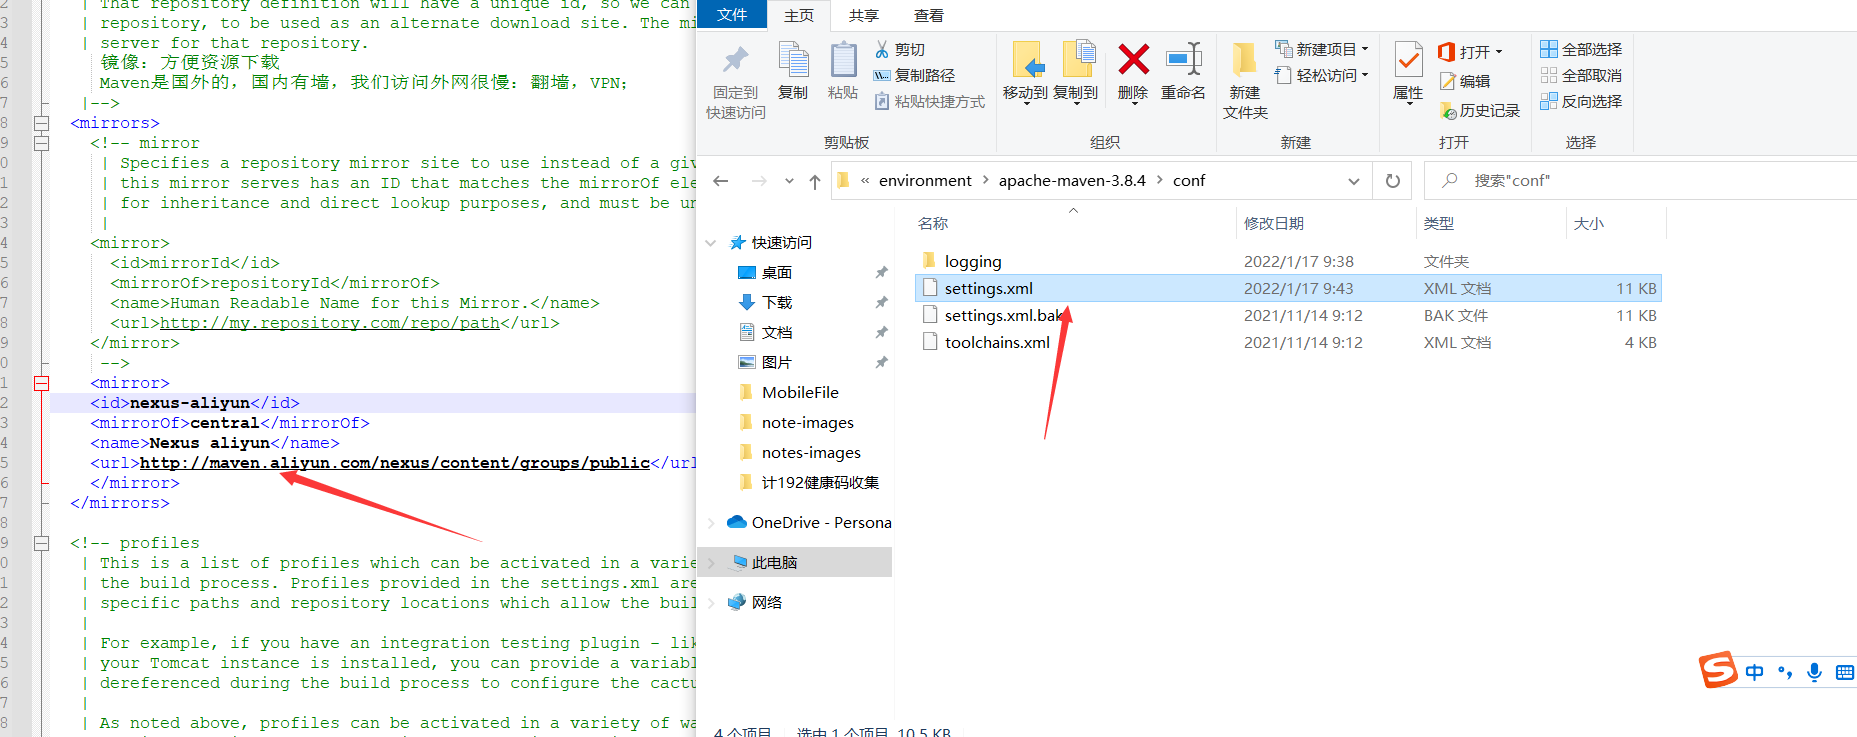 | That repository definition will have a unique id, so we can
| repository, to be used as an alternate download site. The mi
| server for that repository.
镜像：方便资源下载
Maven是国外的，国内有墙，我们访问外网很慢：翻墙，VPN；
|-->
<mirrors>
<!-- mirror
| Specifies a repository mirror site to use instead of a giv
| this mirror serves has an ID that matches the mirrorOf ele
| for inheritance and direct lookup purposes, and must be un
|
<mirror>
<id>mirrorId</id>
<mirrorOf>repositoryId</mirrorOf>
<name>Human Readable Name for this Mirror.</name>
<url>http://my.repository.com/repo/path</url>
</mirror>
-->
<mirror>
<id>nexus-aliyun</id>
<mirrorOf>central</mirrorOf>
<name>Nexus aliyun</name>
<url>http://maven.aliyun.com/nexus/content/groups/public</url
</mirror>
</mirrors>
<!-- profiles
| This is a list of profiles which can be activated in a varie
| the build process. Profiles provided in the settings.xml are
| specific paths and repository locations which allow the buil
|
| For example, if you have an integration testing plugin - lik
| your Tomcat instance is installed, you can provide a variabl
| dereferenced during the build process to configure the cactu
|
| As noted above, profiles can be activated in a variety of wa
文件 主页 共享 查看
固定到快速访问
复制
粘贴
剪切
复制路径
粘贴快捷方式
剪贴板
移动到
复制到
删除
重命名
组织
新建文件夹
新建项目
轻松访问
新建
属性
打开
编辑
历史记录
打开
全部选择
全部取消
反向选择
选择
« environment > apache-maven-3.8.4 > conf
搜索"conf"
名称 修改日期 类型 大小
logging 2022/1/17 9:38 文件夹
settings.xml 2022/1/17 9:43 XML 文档 11 KB
settings.xml.bak 2021/11/14 9:12 BAK 文件 11 KB
toolchains.xml 2021/11/14 9:12 XML 文档 4 KB
快速访问
桌面
下载
文档
图片
MobileFile
note-images
notes-images
计192健康码收集
OneDrive - Persona
此电脑
网络
4 个项目 选中 1 个项目 10.5 KB
S 中